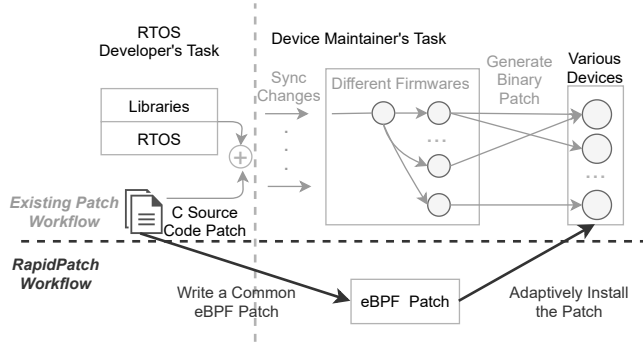 RTOS
Developer's Task
Device Maintainer's Task
Sync
Changes
Different Firmwares
Generate
Binary
Patch
Various
Devices
Libraries
RTOS
...
...
Existing Patch
Workflow
C Source
Code Patch
RapidPatch
Workflow
Write a Common
eBPF Patch
eBPF Patch
Adaptively Install
the Patch